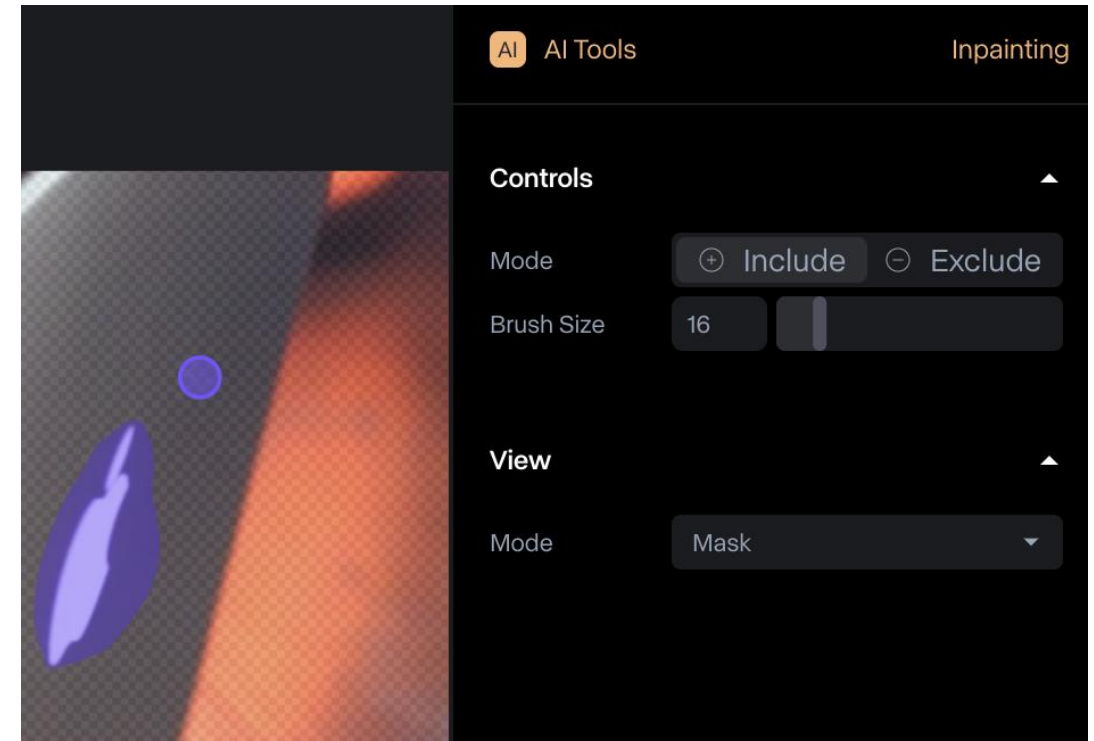 AI AI Tools Inpainting
Controls
Mode Include Exclude
Brush Size 16
View
Mode Mask